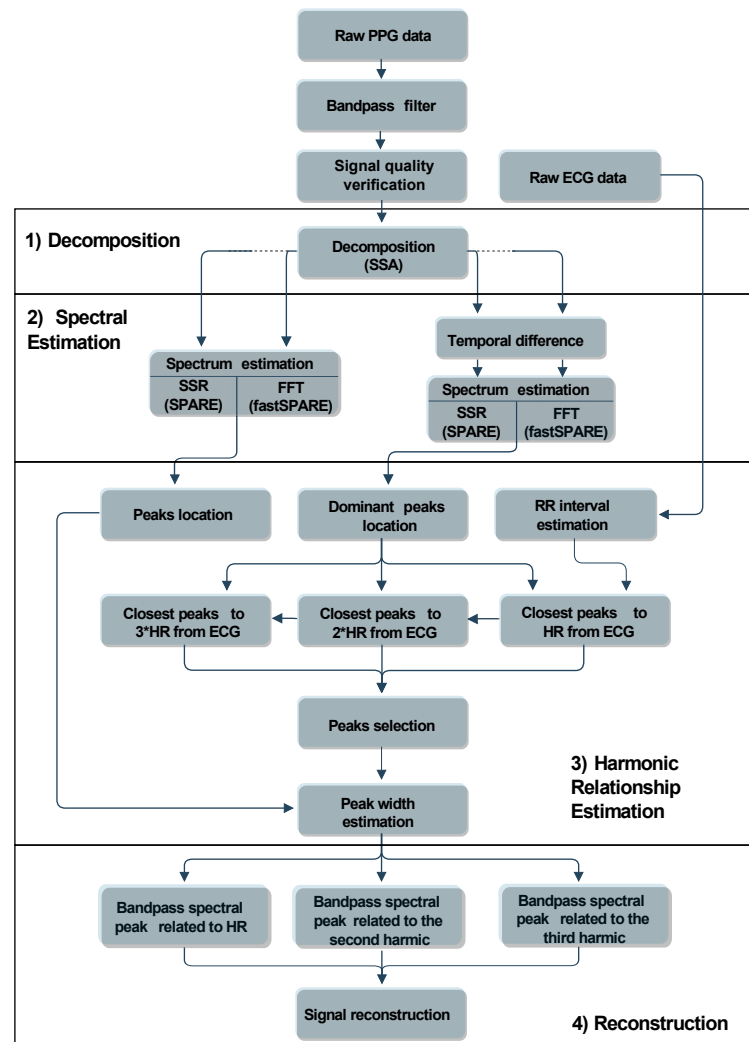 Raw PPG data
Bandpass filter
Signal quality
verification
Raw ECG data
1) Decomposition
Decomposition
(SSA)
2) Spectral
Estimation
Temporal difference
Spectrum estimation
SSR
(SPARE)
FFT
(fastSPARE)
Spectrum estimation
SSR
(SPARE)
FFT
(fastSPARE)
Peaks location
Dominant peaks
location
RR interval
estimation
Closest peaks to
3*HR from ECG
Closest peaks to
2*HR from ECG
Closest peaks to
HR from ECG
Peaks selection
3) Harmonic
Relationship
Estimation
Peak width
estimation
Bandpass spectral
peak related to HR
Bandpass spectral
peak related to the
second harmic
Bandpass spectral
peak related to the
third harmic
Signal reconstruction
4) Reconstruction